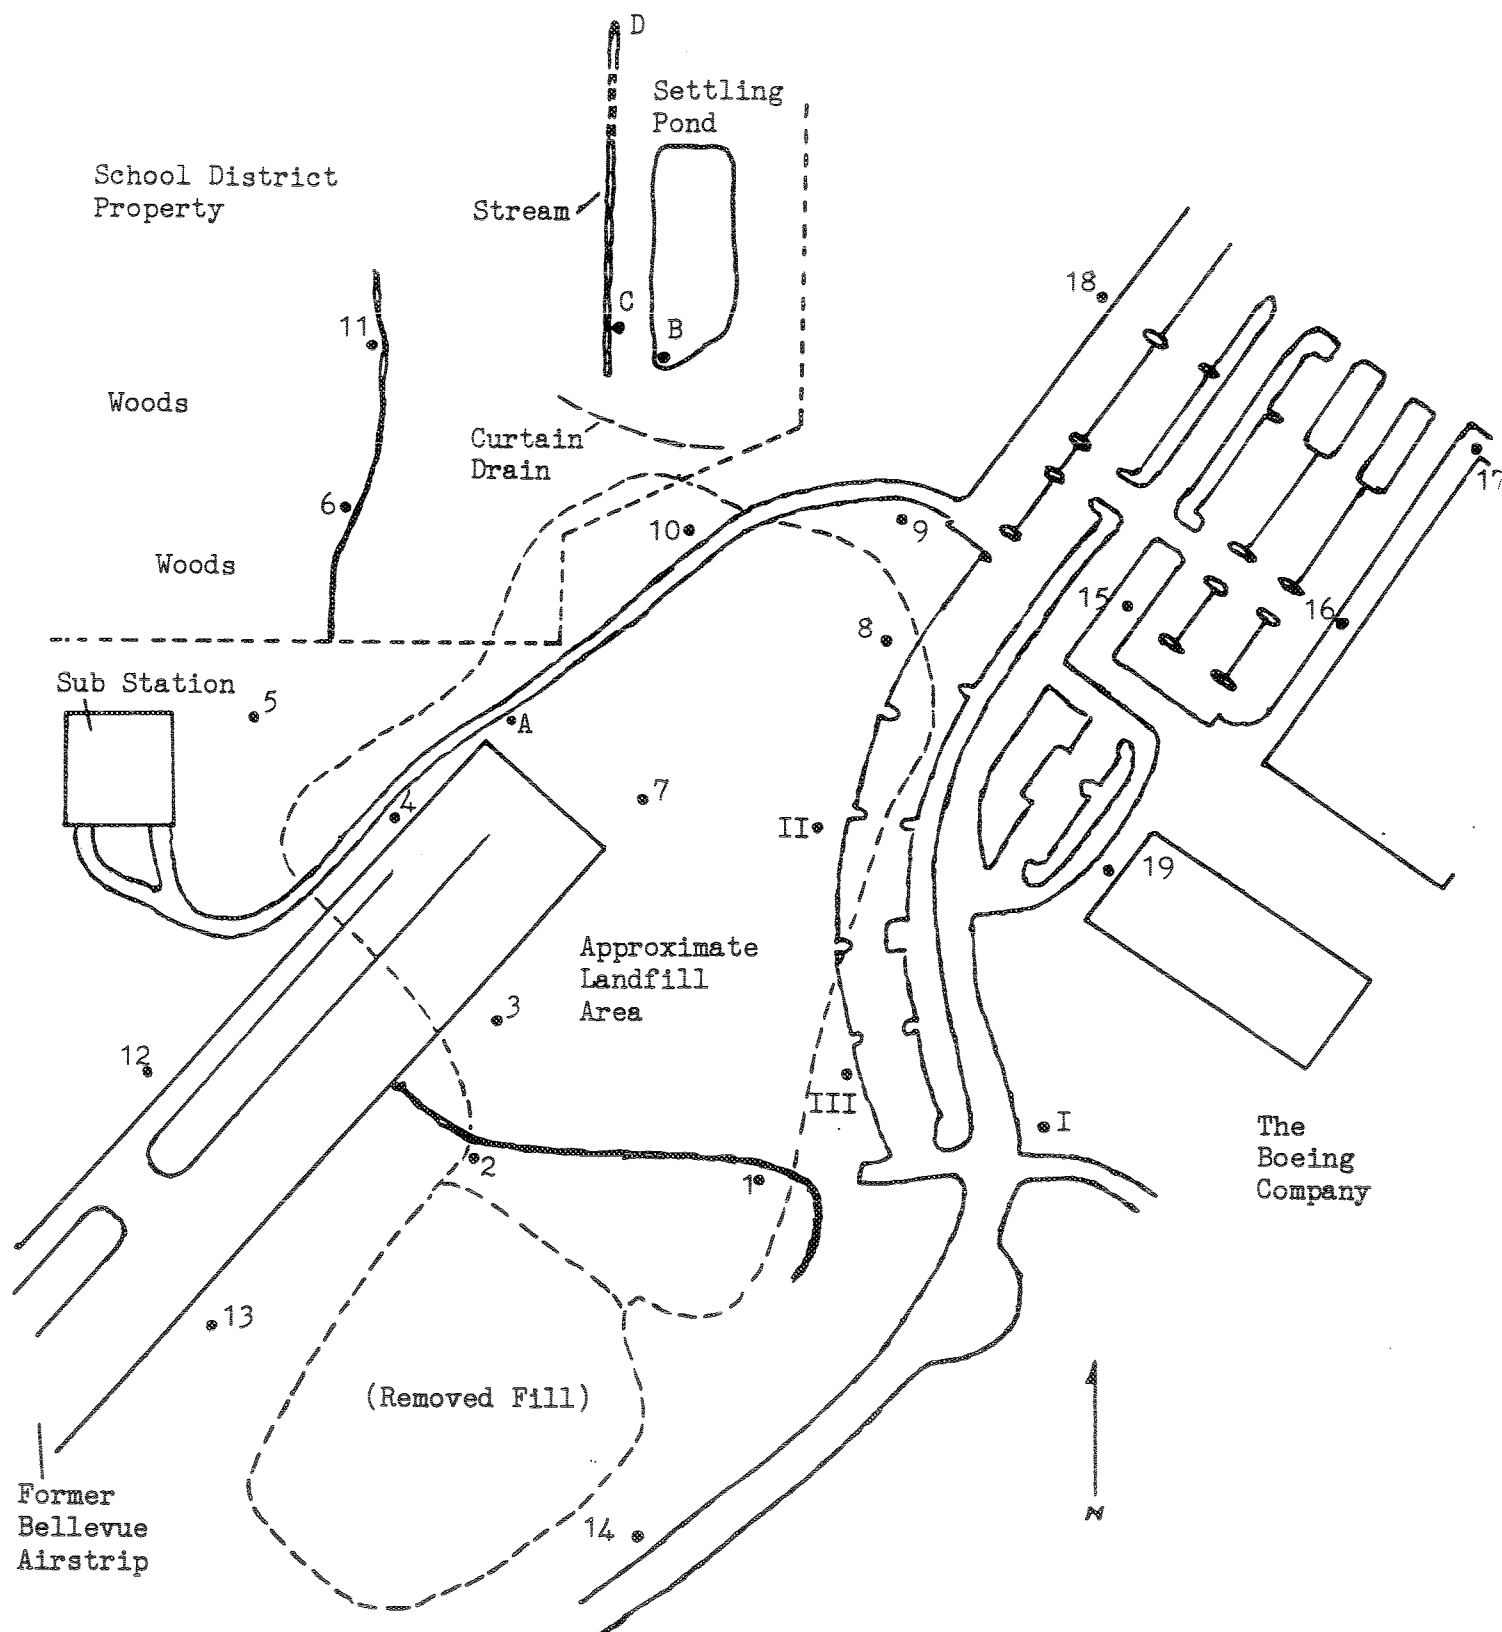 D
Settling
Pond
School District
Property
Stream
C
B
18
11
Woods
Curtain
Drain
17
6
10
9
Woods
15
16
8
Sub Station
5
A
4
7
II
19
Approximate
Landfill
Area
3
12
III
I
The
Boeing
Company
2
1
13
(Removed Fill)
Former
Bellevue
Airstrip
14
N